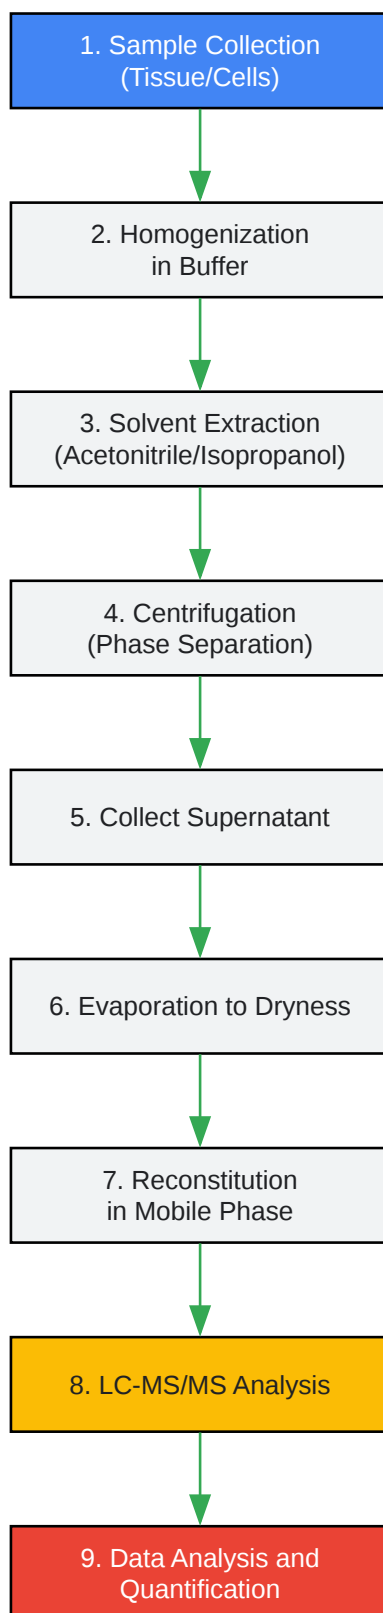 1. Sample Collection
(Tissue/Cells)
2. Homogenization
in Buffer
3. Solvent Extraction
(Acetonitrile/Isopropanol)
4. Centrifugation
(Phase Separation)
5. Collect Supernatant
6. Evaporation to Dryness
7. Reconstitution
in Mobile Phase
8. LC-MS/MS Analysis
9. Data Analysis and
Quantification